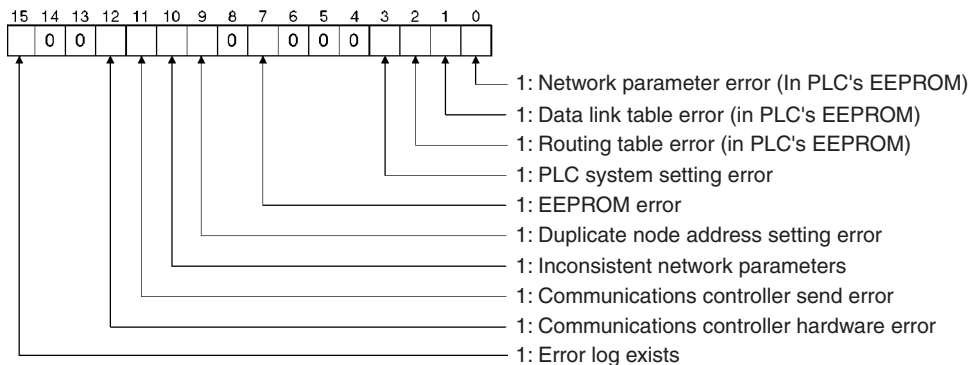 15 14 13 12 11 10 9 8 7 6 5 4 3 2 1 0
0 0 0 0 0 0
1: Network parameter error (In PLC's EEPROM)
1: Data link table error (in PLC's EEPROM)
1: Routing table error (in PLC's EEPROM)
1: PLC system setting error
1: EEPROM error
1: Duplicate node address setting error
1: Inconsistent network parameters
1: Communications controller send error
1: Communications controller hardware error
1: Error log exists